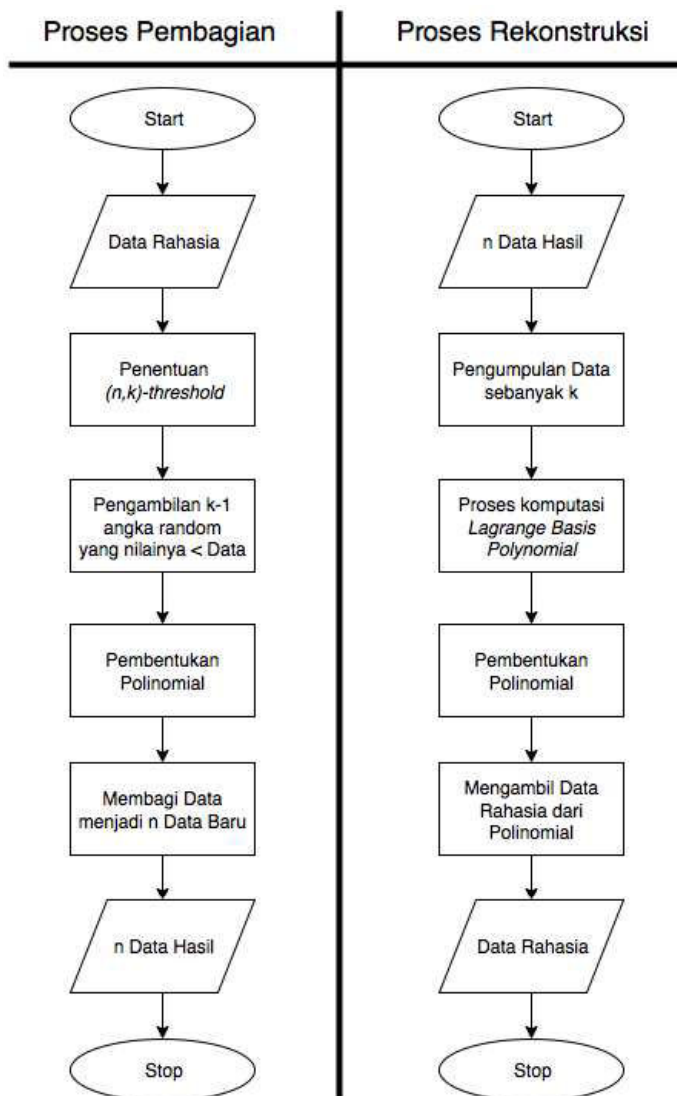 Proses Pembagian
Start
Data Rahasia
Penentuan
(n,k)-threshold
Pengambilan k-1
angka random
yang nilainya < Data
Pembentukan
Polinomial
Membagi Data
menjadi n Data Baru
n Data Hasil
Stop
Proses Rekonstruksi
Start
n Data Hasil
Pengumpulan Data
sebanyak k
Proses komputasi
Lagrange Basis
Polynomial
Pembentukan
Polinomial
Mengambil Data
Rahasia dari
Polinomial
Data Rahasia
Stop